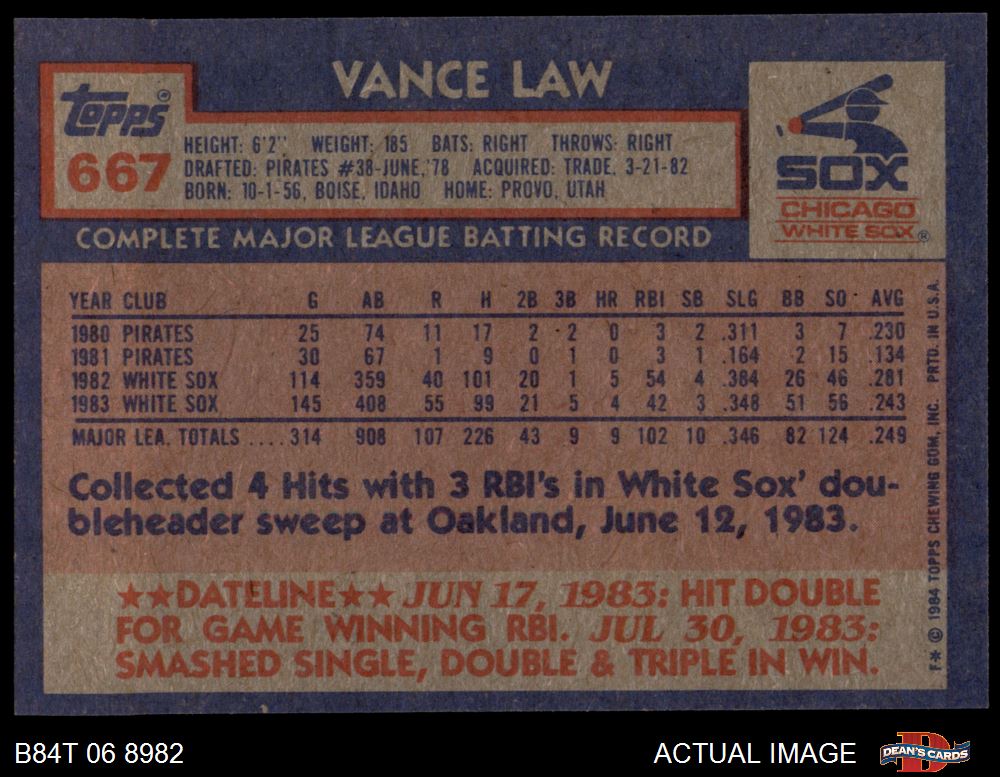 VANCE LAW
Topps®
667
HEIGHT: 6'2" WEIGHT: 185 BATS: RIGHT THROWS: RIGHT
DRAFTED: PIRATES #38-JUNE,'78 ACQUIRED: TRADE, 3-21-82
BORN: 10-1-56, BOISE, IDAHO HOME: PROVO, UTAH
SOX
CHICAGO
WHITE SOX®
COMPLETE MAJOR LEAGUE BATTING RECORD
YEAR CLUB G AB R H 2B 3B HR RBI SB SLG BB SO AVG
1980 PIRATES 25 74 11 17 2 2 0 3 2 .311 3 7 .230
1981 PIRATES 30 67 1 9 0 1 0 3 1 .164 2 15 .134
1982 WHITE SOX 114 359 40 101 20 1 5 54 4 .384 26 46 .281
1983 WHITE SOX 145 408 55 99 21 5 4 42 3 .348 51 56 .243
MAJOR LEA. TOTALS ....314 908 107 226 43 9 9 102 10 .346 82 124 .249
Collected 4 Hits with 3 RBI's in White Sox' dou-
bleheader sweep at Oakland, June 12, 1983.
★★DATELINE★★ JUN 17, 1983: HIT DOUBLE
FOR GAME WINNING RBI. JUL 30, 1983:
SMASHED SINGLE, DOUBLE & TRIPLE IN WIN.
F*© 1984 TOPPS CHEWING GUM, INC. PRTD. IN U.S.A.
B84T 06 8982
ACTUAL IMAGE
DEAN'S CARDS